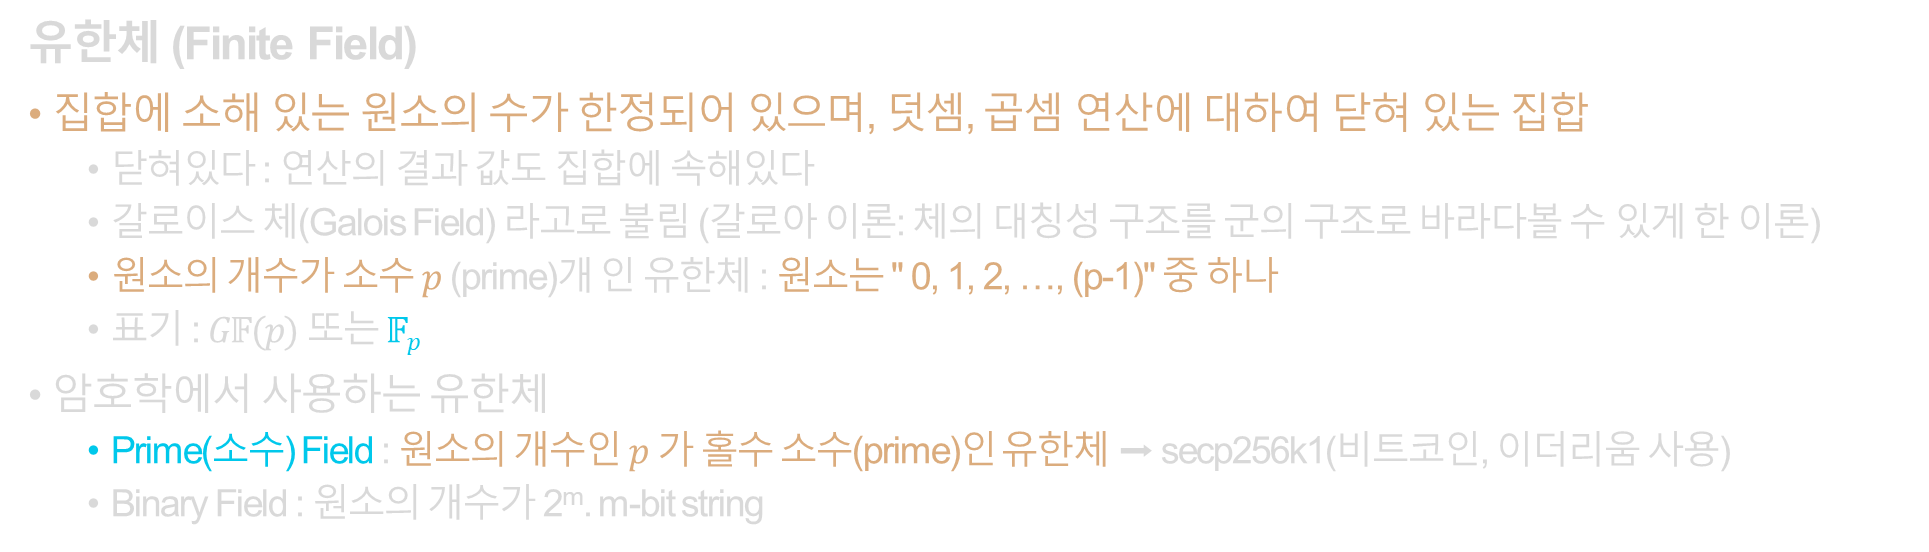 유한체 (Finite Field)
• 집합에 소해 있는 원소의 수가 한정되어 있으며, 덧셈, 곱셈 연산에 대하여 닫혀 있는 집합
• 닫혀있다 : 연산의 결과 값도 집합에 속해있다
• 갈로이스 체(Galois Field) 라고로 불림 (갈로아 이론: 체의 대칭성 구조를 군의 구조로 바라다볼 수 있게 한 이론)
• 원소의 개수가 소수 p (prime)개 인 유한체 : 원소는 " 0, 1, 2, …, (p-1)" 중 하나
• 표기 : G𝔽(p) 또는 𝔽ₚ
• 암호학에서 사용하는 유한체
• Prime(소수) Field : 원소의 개수인 p 가 홀수 소수(prime)인 유한체 ➞ secp256k1(비트코인, 이더리움 사용)
• Binary Field : 원소의 개수가 2ᵐ. m-bit string